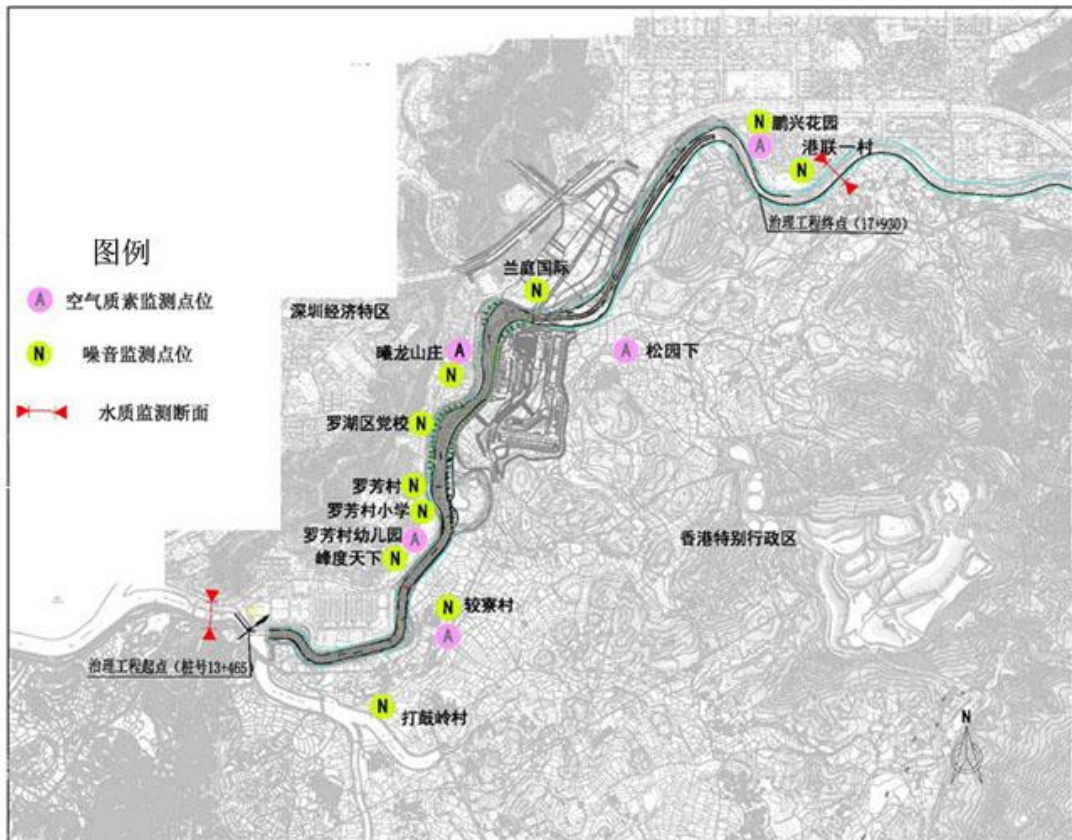 N
鹏兴花园
A
港联一村
N
治理工程终点（17+930）
图例
A
空气质素监测点位
N
噪音监测点位
水质监测断面
兰庭国际
N
深圳经济特区
曦龙山庄
A
N
A
松园下
罗湖区党校
N
罗芳村
N
罗芳村小学
N
罗芳村幼儿园
A
峰度天下
N
香港特别行政区
N
较寮村
A
治理工程起点（桩号13+465）
N
打鼓岭村
N